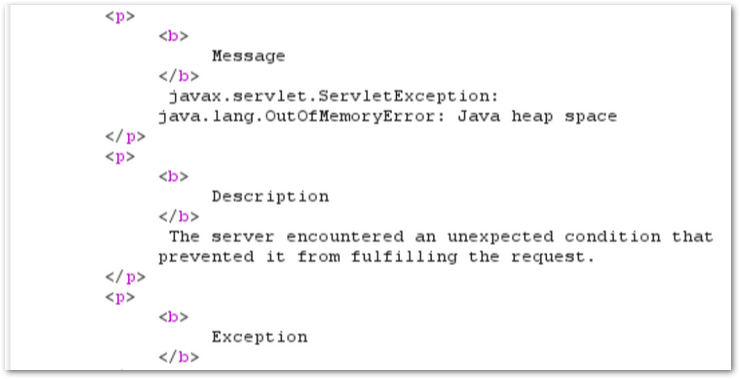 <p>
<b>
Message
</b>
javax.servlet.ServletException:
java.lang.OutOfMemoryError: Java heap space
</p>
<p>
<b>
Description
</b>
The server encountered an unexpected condition that
prevented it from fulfilling the request.
</p>
<p>
<b>
Exception
</b>